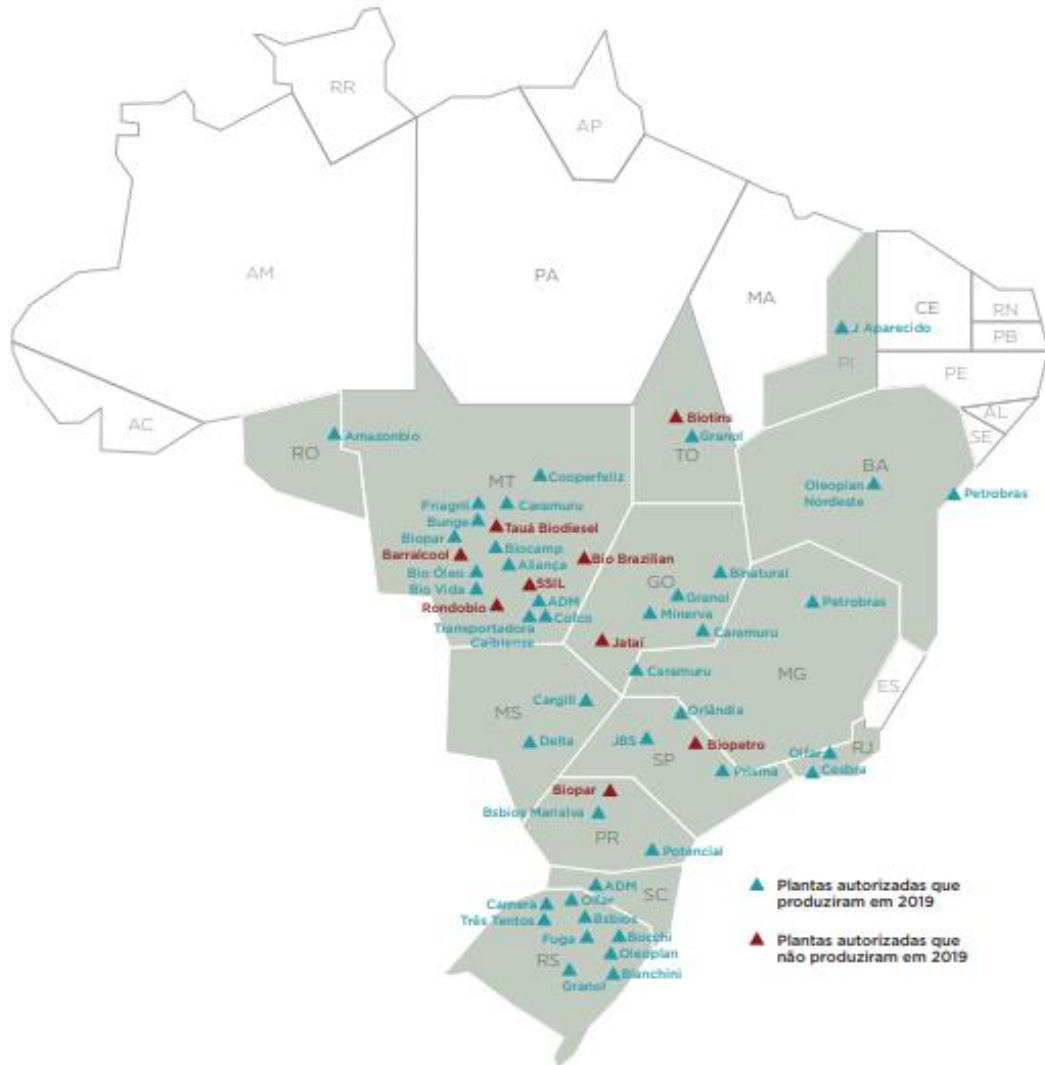 RR
AP
AM
PA
MA
CE
RN
PB
J Aparecido
PI
PE
AL
SE
AC
RO
Amazonbio
Biotins
Granol
TO
BA
Oleoplan
Nordeste
Petrobras
MT
Cooperfeliz
Friagril
Caramuru
Bunge
Tauá Biodiesel
Biopar
Biocamp
Barralcool
Bio Brazilian
Aliança
Bio Óleo
SSIL
Bio Vida
ADM
Rondobio
Colco
Transportadora
Caibiense
GO
Binatural
Granol
Minerva
Caramuru
Petrobras
Jataí
Caramuru
MG
ES
MS
Cargill
Delta
Orlândia
JBS
SP
Biopetro
Prisma
Olfar
RJ
Cesbra
Biopar
Bsbios Marialva
PR
Potencial
ADM
SC
Camera
Olfar
Três Tentos
Bsbios
Fuga
Bocchi
Oleoplan
RS
Bianchini
Granol
Plantas autorizadas que
produziram em 2019
Plantas autorizadas que
não produziram em 2019